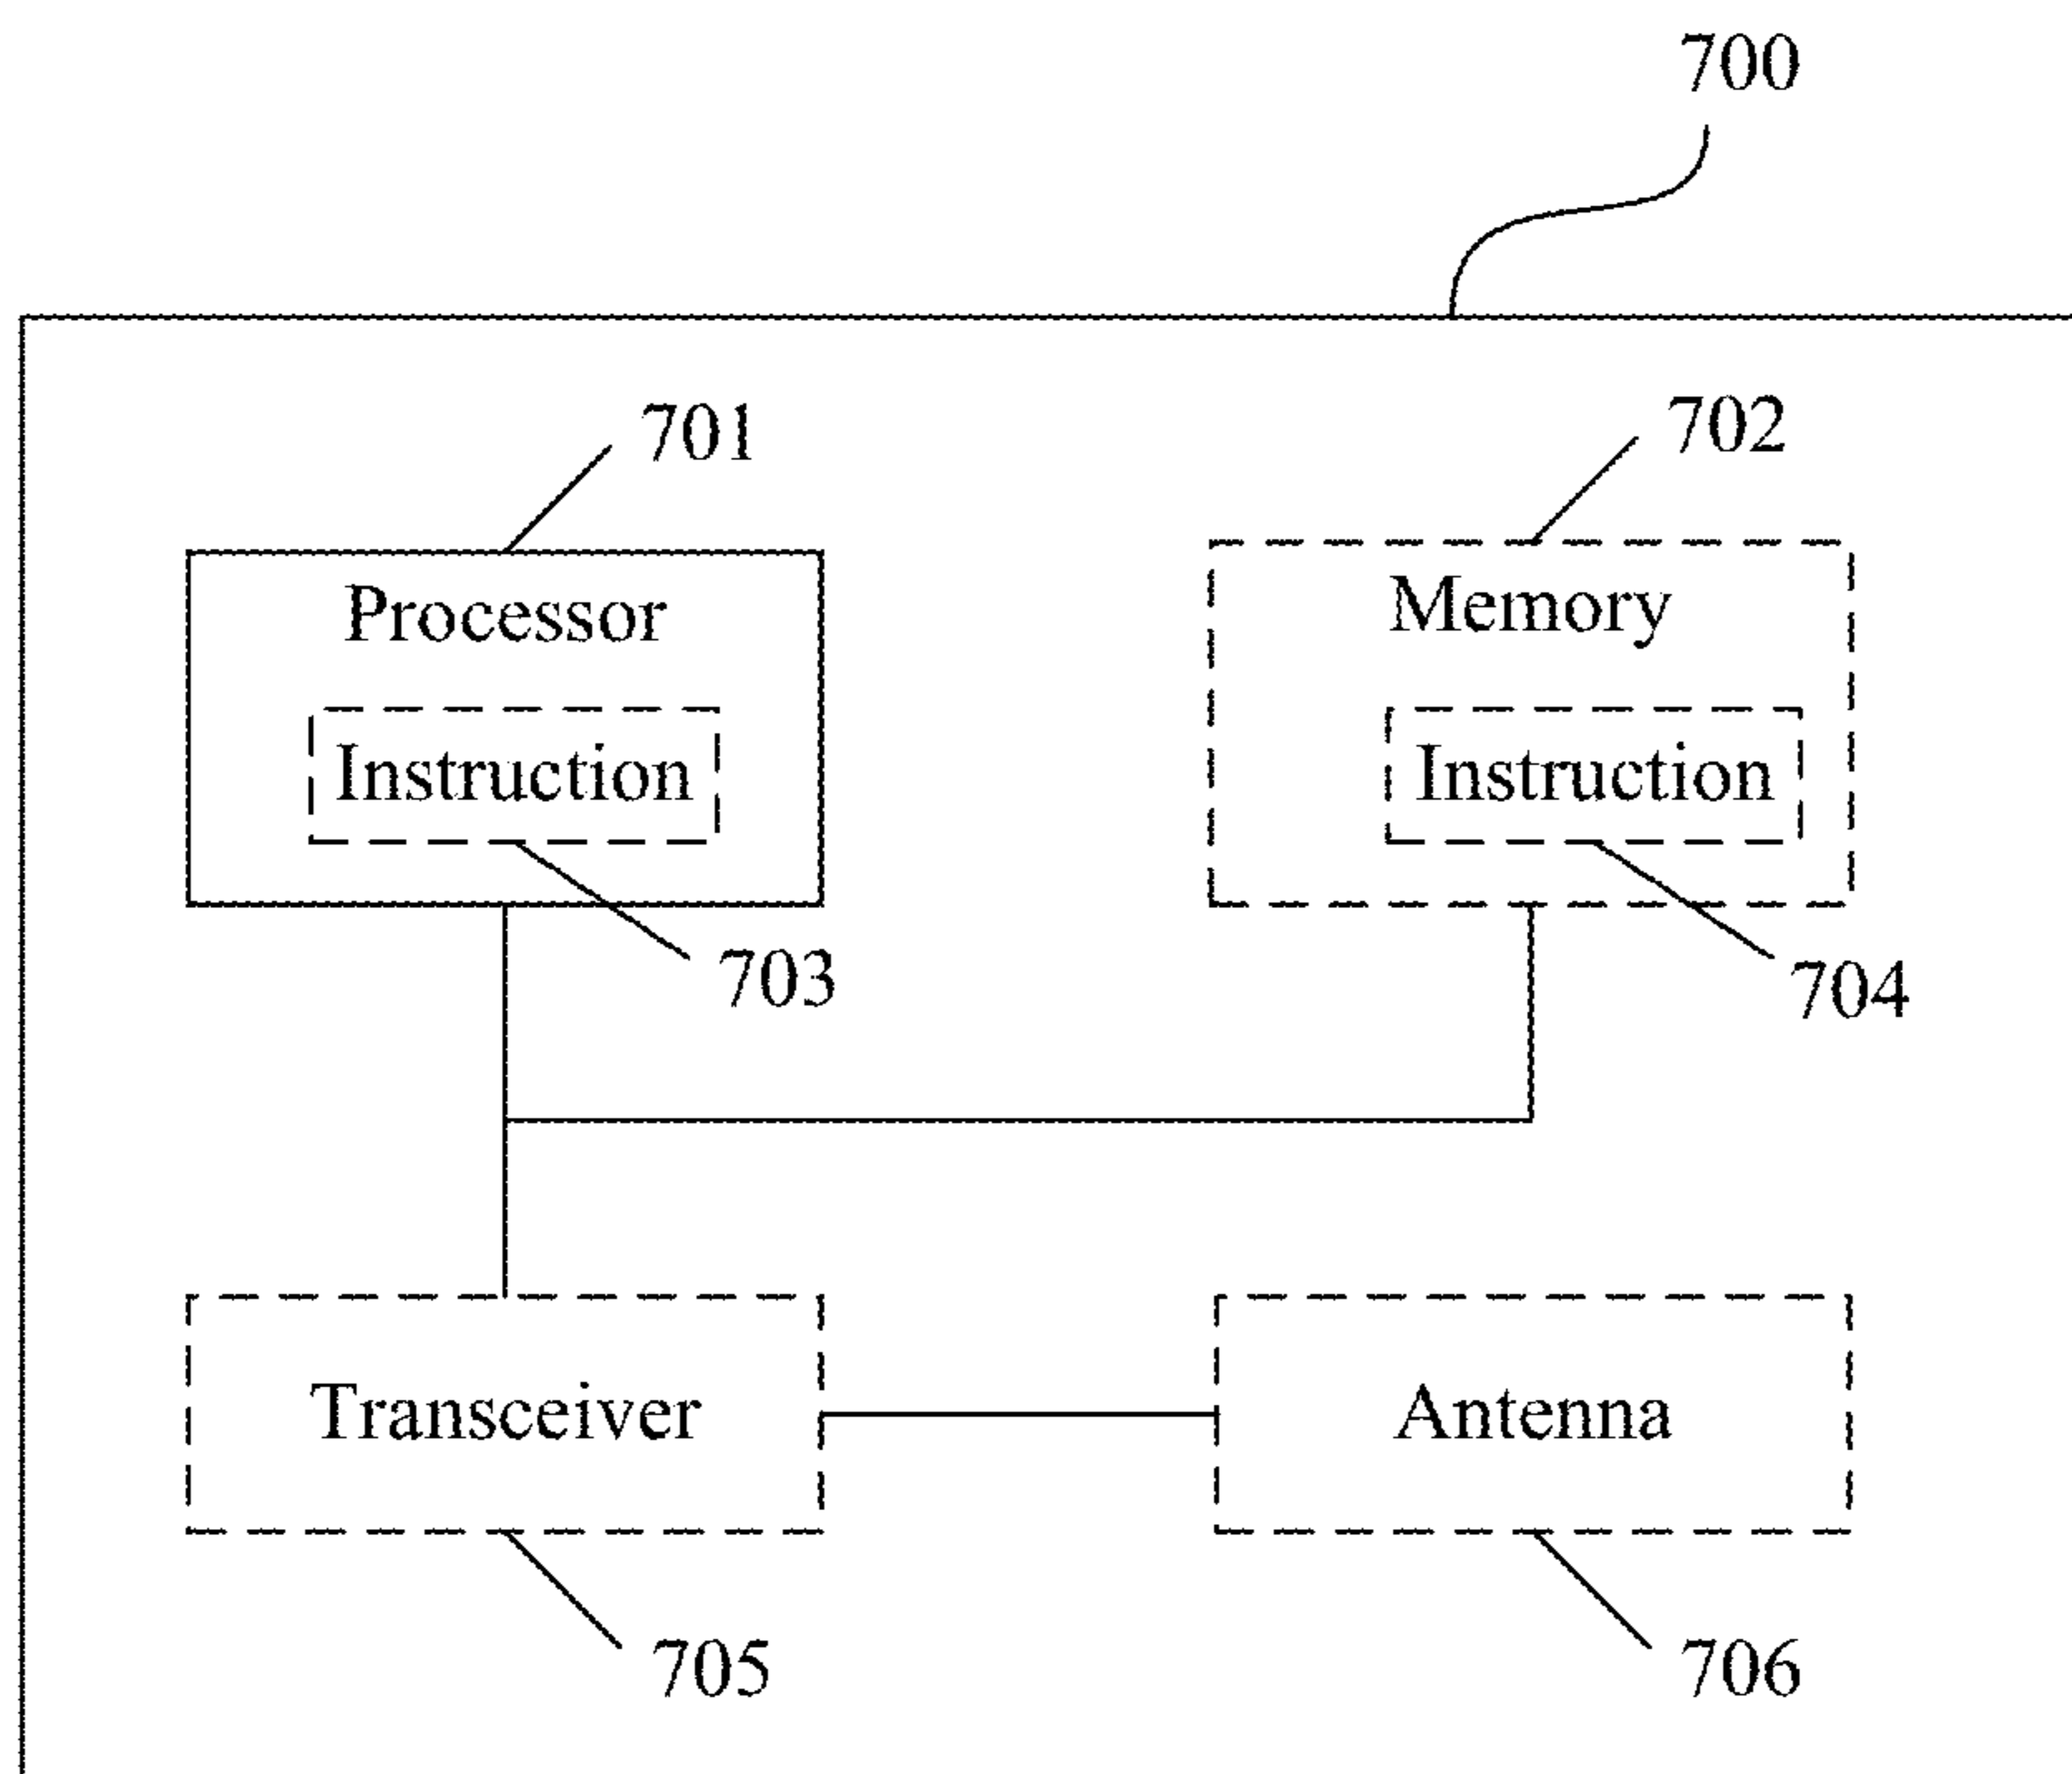 700
701
702
Processor
Memory
Instruction
Instruction
703
704
Transceiver
Antenna
705
706